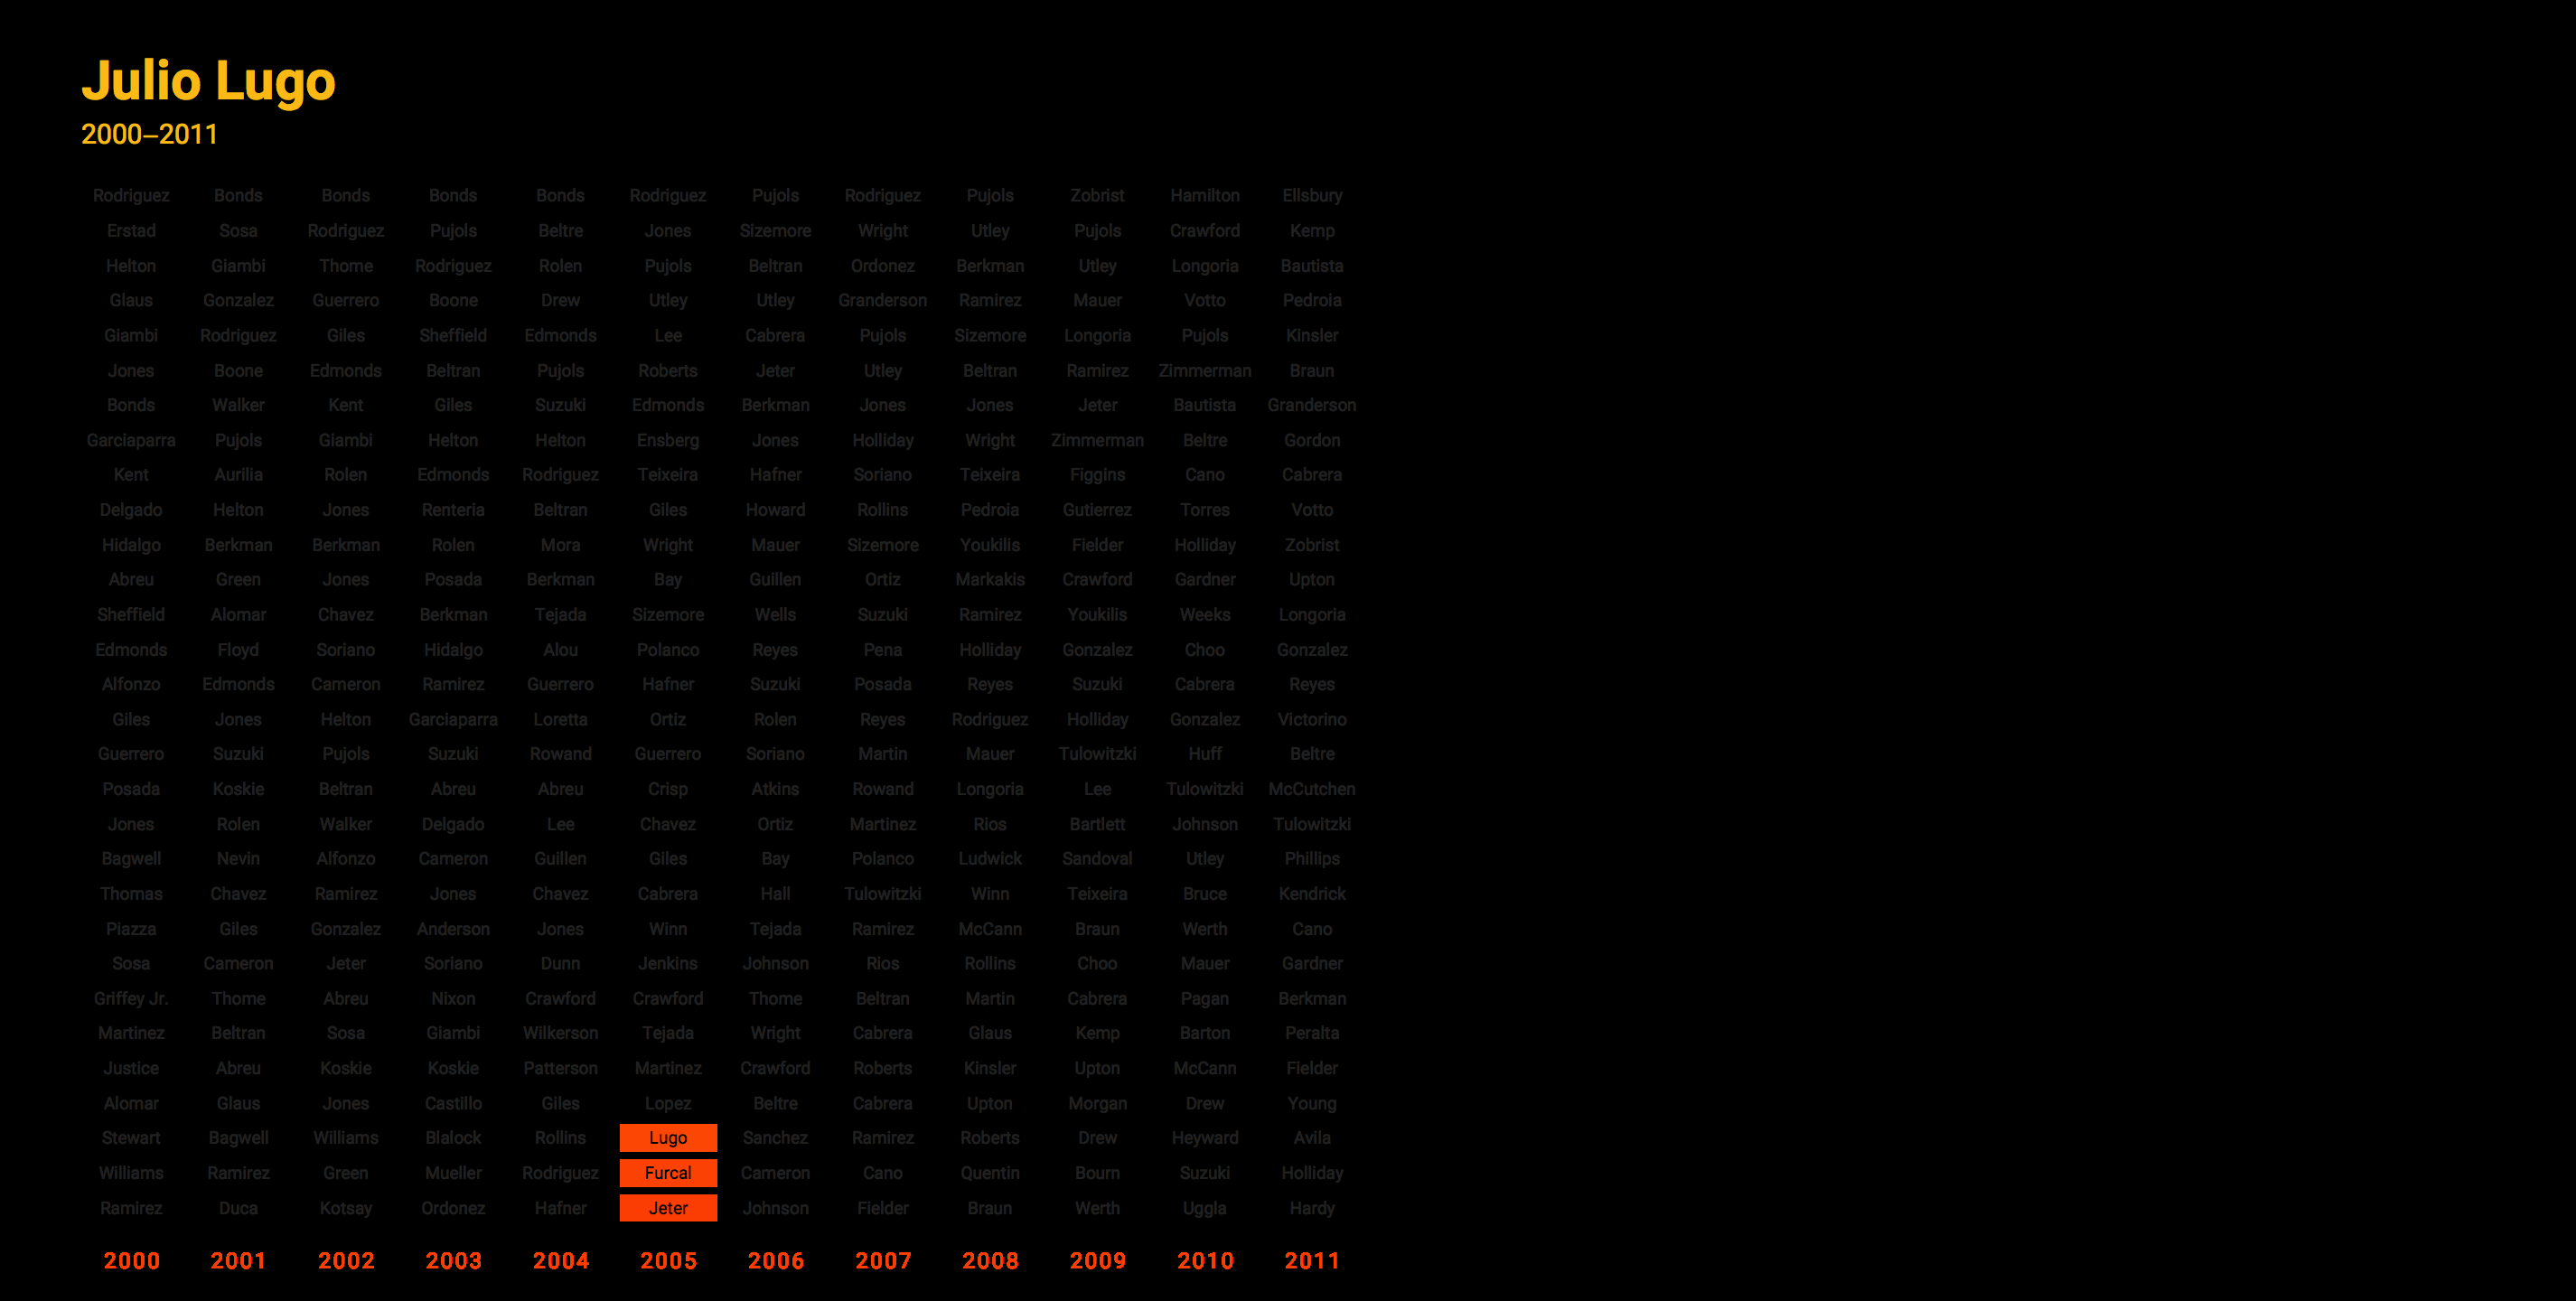 Julio Lugo
2000–2011
Rodriguez Bonds Bonds Bonds Bonds Rodriguez Pujols Rodriguez Pujols Zobrist Hamilton Ellsbury
Erstad Sosa Rodriguez Pujols Beltre Jones Sizemore Wright Utley Pujols Crawford Kemp
Helton Giambi Thome Rodriguez Rolen Pujols Beltran Ordonez Berkman Utley Longoria Bautista
Glaus Gonzalez Guerrero Boone Drew Utley Utley Granderson Ramirez Mauer Votto Pedroia
Giambi Rodriguez Giles Sheffield Edmonds Lee Cabrera Pujols Sizemore Longoria Pujols Kinsler
Jones Boone Edmonds Beltran Pujols Roberts Jeter Utley Beltran Ramirez Zimmerman Braun
Bonds Walker Kent Giles Suzuki Edmonds Berkman Jones Jones Jeter Bautista Granderson
Garciaparra Pujols Giambi Helton Helton Ensberg Jones Holliday Wright Zimmerman Beltre Gordon
Kent Aurilia Rolen Edmonds Rodriguez Teixeira Hafner Soriano Teixeira Figgins Cano Cabrera
Delgado Helton Jones Renteria Beltran Giles Howard Rollins Pedroia Gutierrez Torres Votto
Hidalgo Berkman Berkman Rolen Mora Wright Mauer Sizemore Youkilis Fielder Holliday Zobrist
Abreu Green Jones Posada Berkman Bay Guillen Ortiz Markakis Crawford Gardner Upton
Sheffield Alomar Chavez Berkman Tejada Sizemore Wells Suzuki Ramirez Youkilis Weeks Longoria
Edmonds Floyd Soriano Hidalgo Alou Polanco Reyes Pena Holliday Gonzalez Choo Gonzalez
Alfonzo Edmonds Cameron Ramirez Guerrero Hafner Suzuki Posada Reyes Suzuki Cabrera Reyes
Giles Jones Helton Garciaparra Loretta Ortiz Rolen Reyes Rodriguez Holliday Gonzalez Victorino
Guerrero Suzuki Pujols Suzuki Rowand Guerrero Soriano Martin Mauer Tulowitzki Huff Beltre
Posada Koskie Beltran Abreu Abreu Crisp Atkins Rowand Longoria Lee Tulowitzki McCutchen
Jones Rolen Walker Delgado Lee Chavez Ortiz Martinez Rios Bartlett Johnson Tulowitzki
Bagwell Nevin Alfonzo Cameron Guillen Giles Bay Polanco Ludwick Sandoval Utley Phillips
Thomas Chavez Ramirez Jones Chavez Cabrera Hall Tulowitzki Winn Teixeira Bruce Kendrick
Piazza Giles Gonzalez Anderson Jones Winn Tejada Ramirez McCann Braun Werth Cano
Sosa Cameron Jeter Soriano Dunn Jenkins Johnson Rios Rollins Choo Mauer Gardner
Griffey Jr. Thome Abreu Nixon Crawford Crawford Thome Beltran Martin Cabrera Pagan Berkman
Martinez Beltran Sosa Giambi Wilkerson Tejada Wright Cabrera Glaus Kemp Barton Peralta
Justice Abreu Koskie Koskie Patterson Martinez Crawford Roberts Kinsler Upton McCann Fielder
Alomar Glaus Jones Castillo Giles Lopez Beltre Cabrera Upton Morgan Drew Young
Stewart Bagwell Williams Blalock Rollins Lugo Sanchez Ramirez Roberts Drew Heyward Avila
Williams Ramirez Green Mueller Rodriguez Furcal Cameron Cano Quentin Bourn Suzuki Holliday
Ramirez Duca Kotsay Ordonez Hafner Jeter Johnson Fielder Braun Werth Uggla Hardy
2000 2001 2002 2003 2004 2005 2006 2007 2008 2009 2010 2011